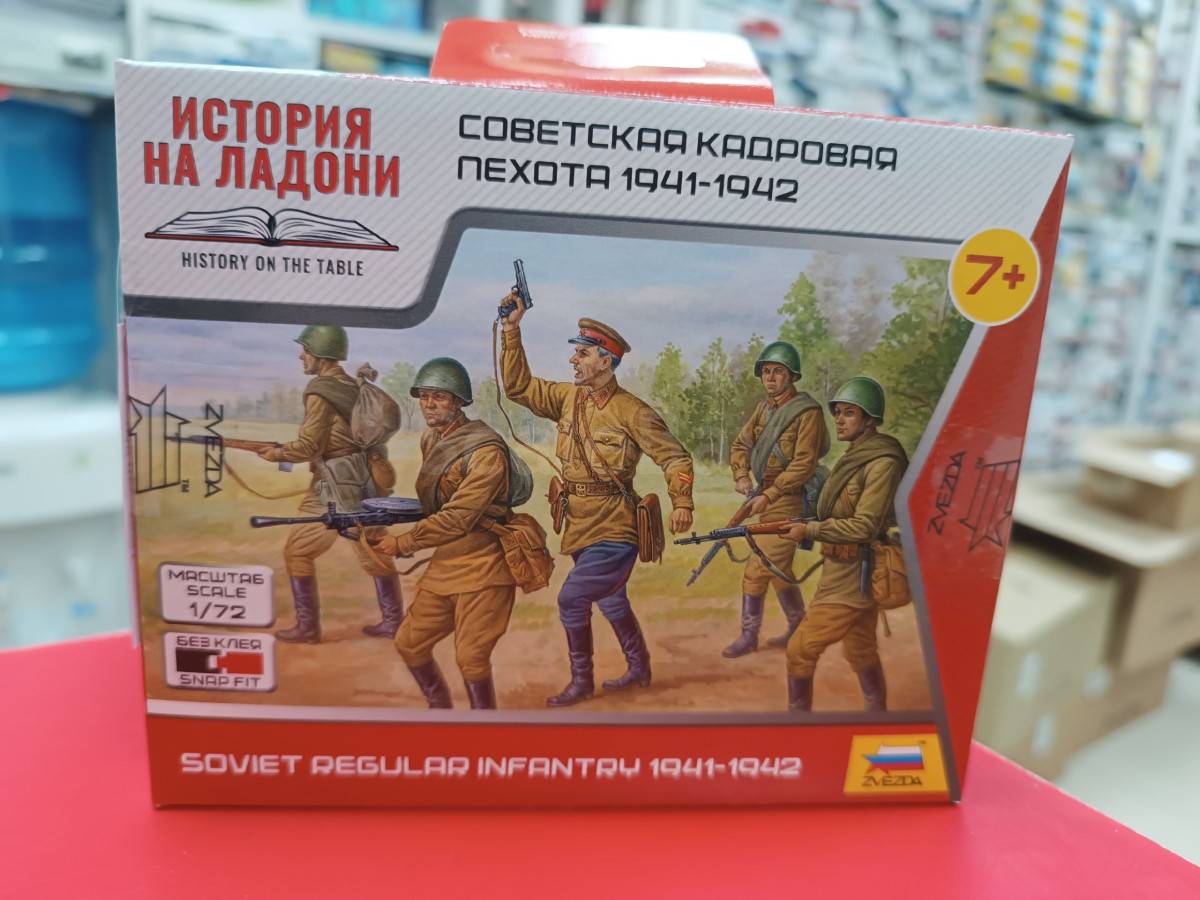 ИСТОРИЯ
НА ЛАДОНИ
HISTORY ON THE TABLE
СОВЕТСКАЯ КАДРОВАЯ
ПЕХОТА 1941-1942
7+
ZVEZDA
TM
ZVEZDA
МАСШТАБ
SCALE
1/72
БЕЗ КЛЕЯ
SNAP FIT
SOVIET REGULAR INFANTRY 1941-1942
ZVEZDA